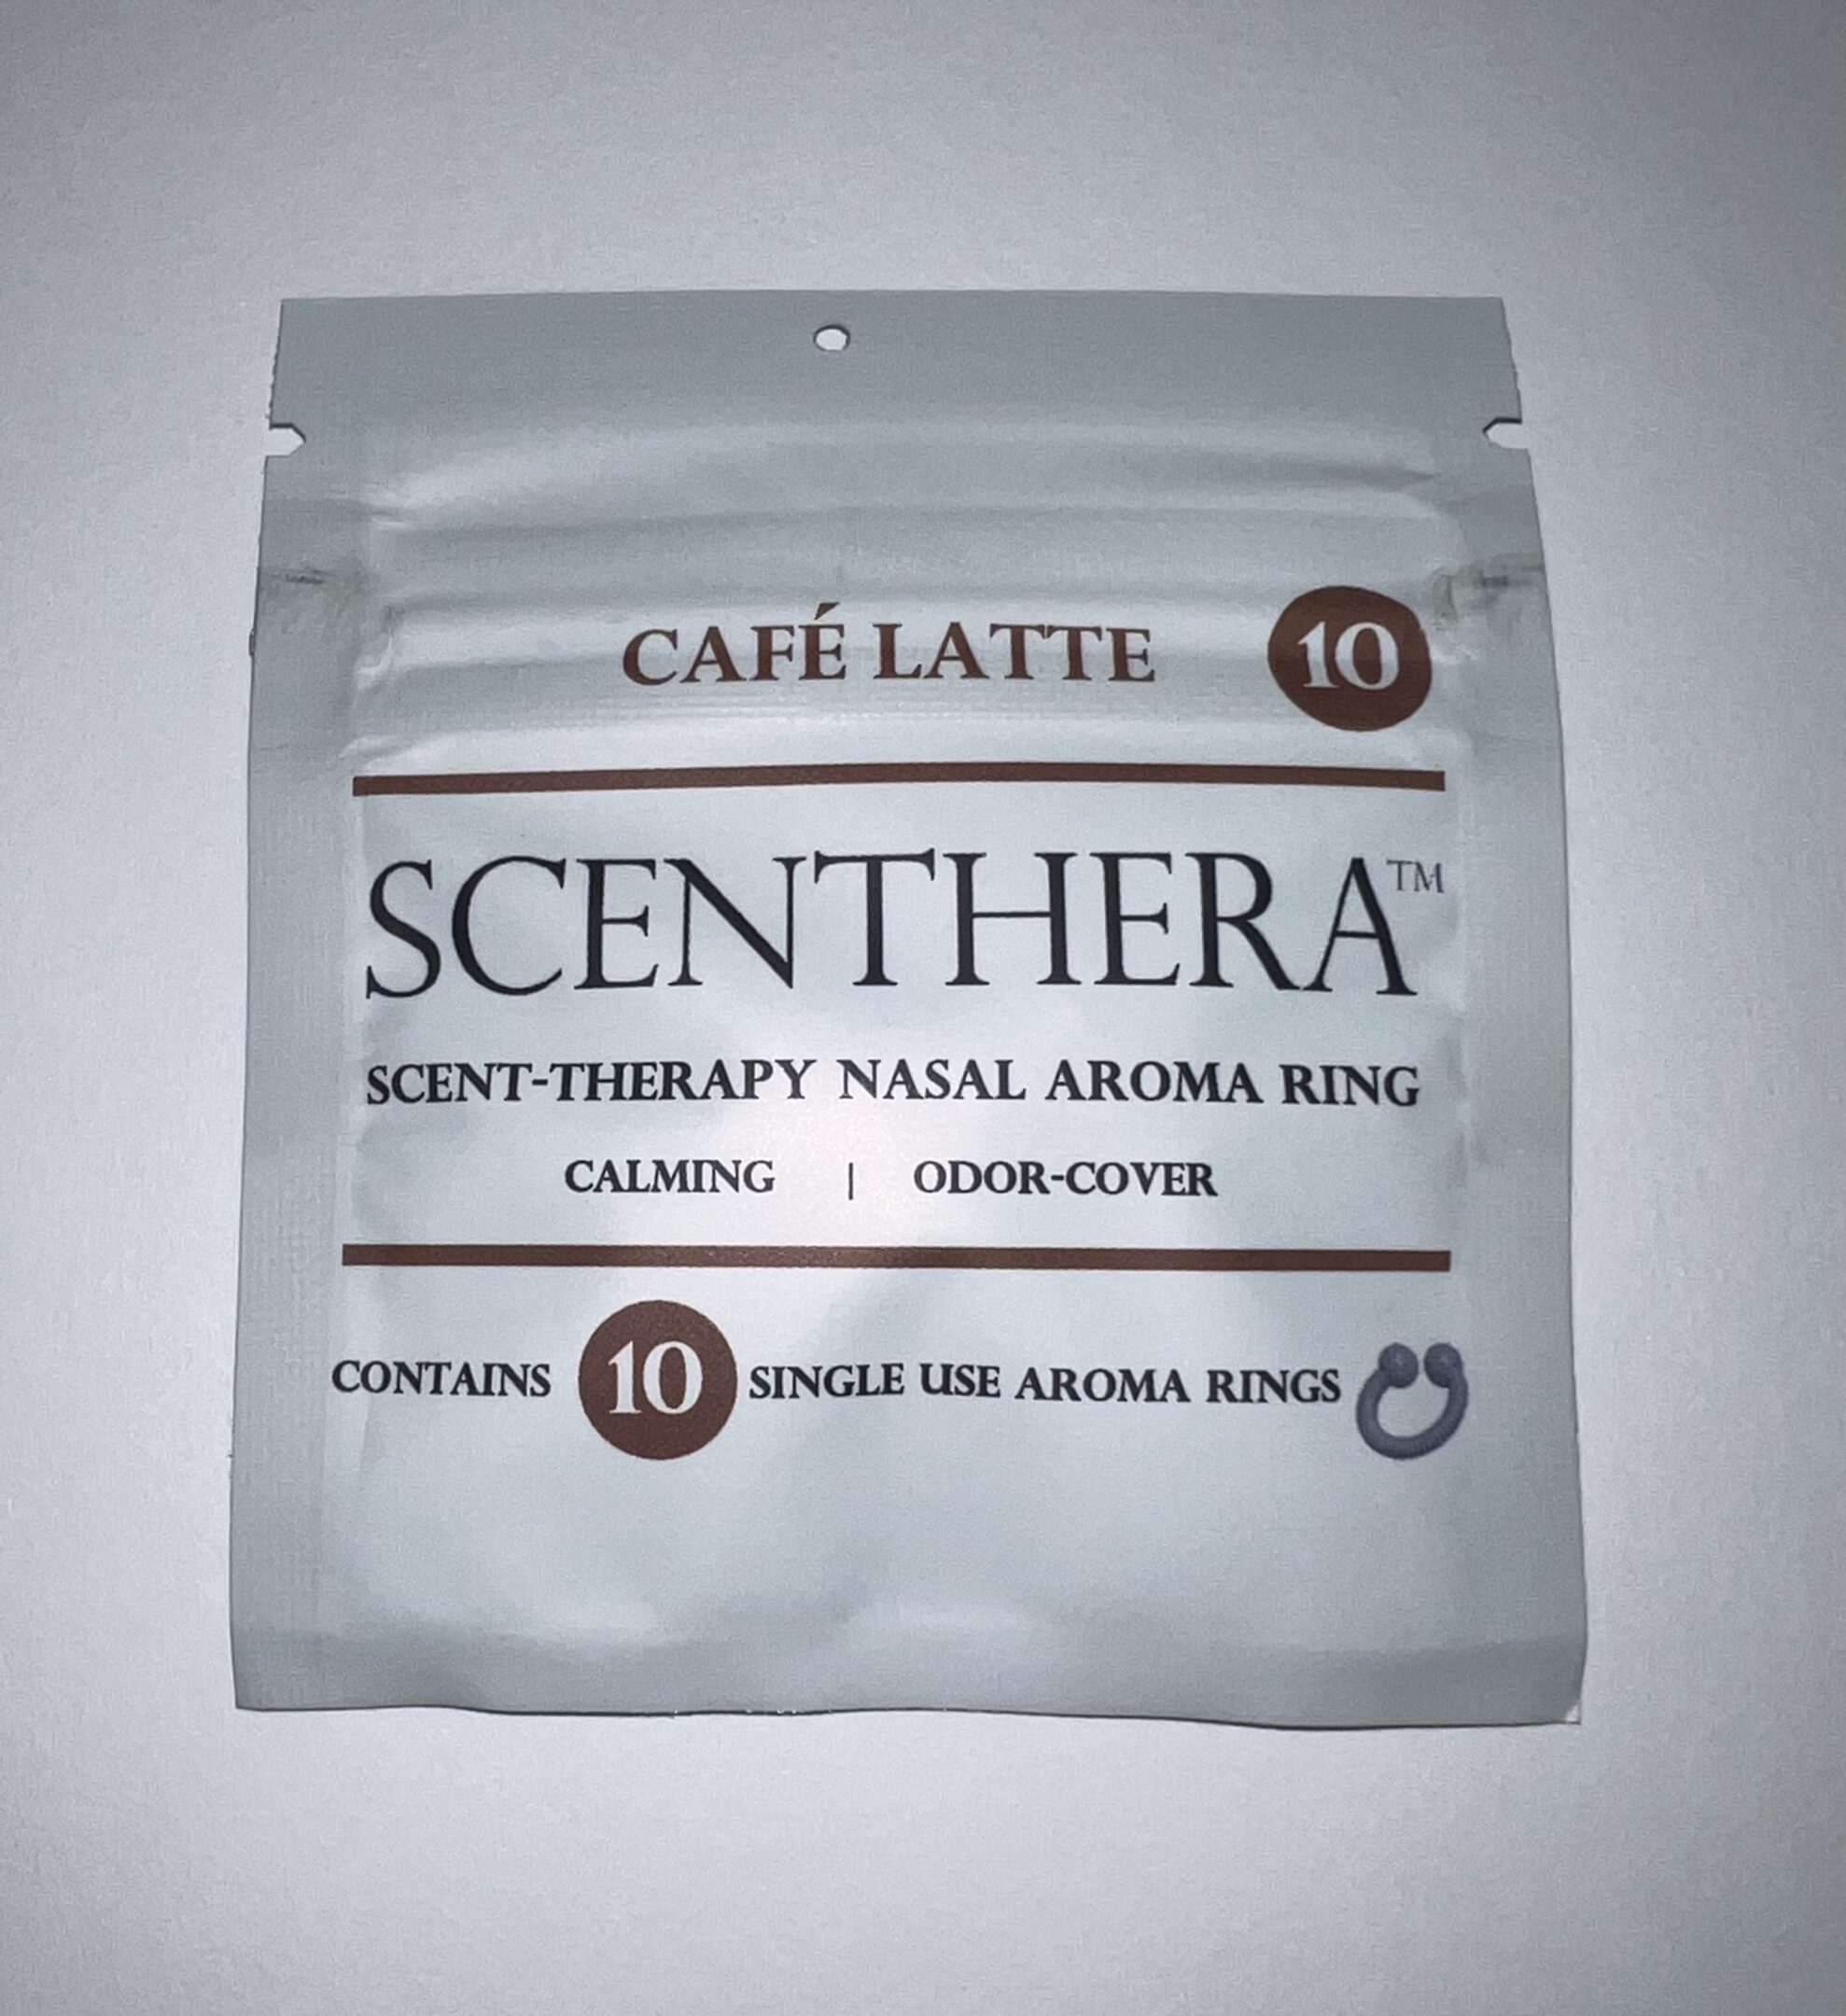 CAFÉ LATTE 10
SCENTHERA™
SCENT-THERAPY NASAL AROMA RING
CALMING | ODOR-COVER
CONTAINS 10 SINGLE USE AROMA RINGS